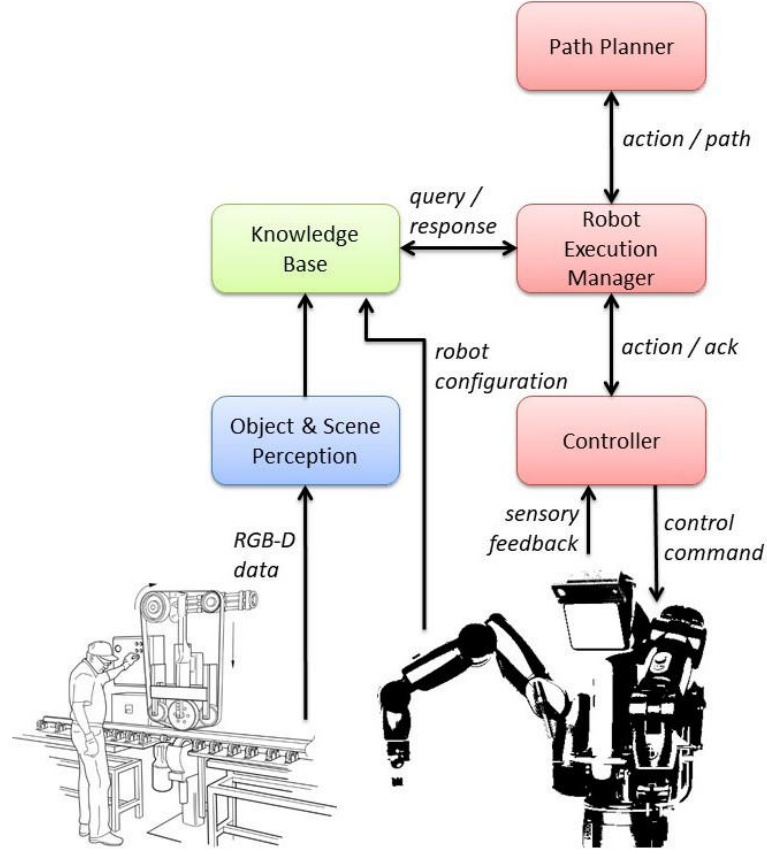 Path Planner
action / path
query /
response
Knowledge
Base
Robot
Execution
Manager
robot
configuration
action / ack
Object & Scene
Perception
Controller
RGB-D
data
sensory
feedback
control
command